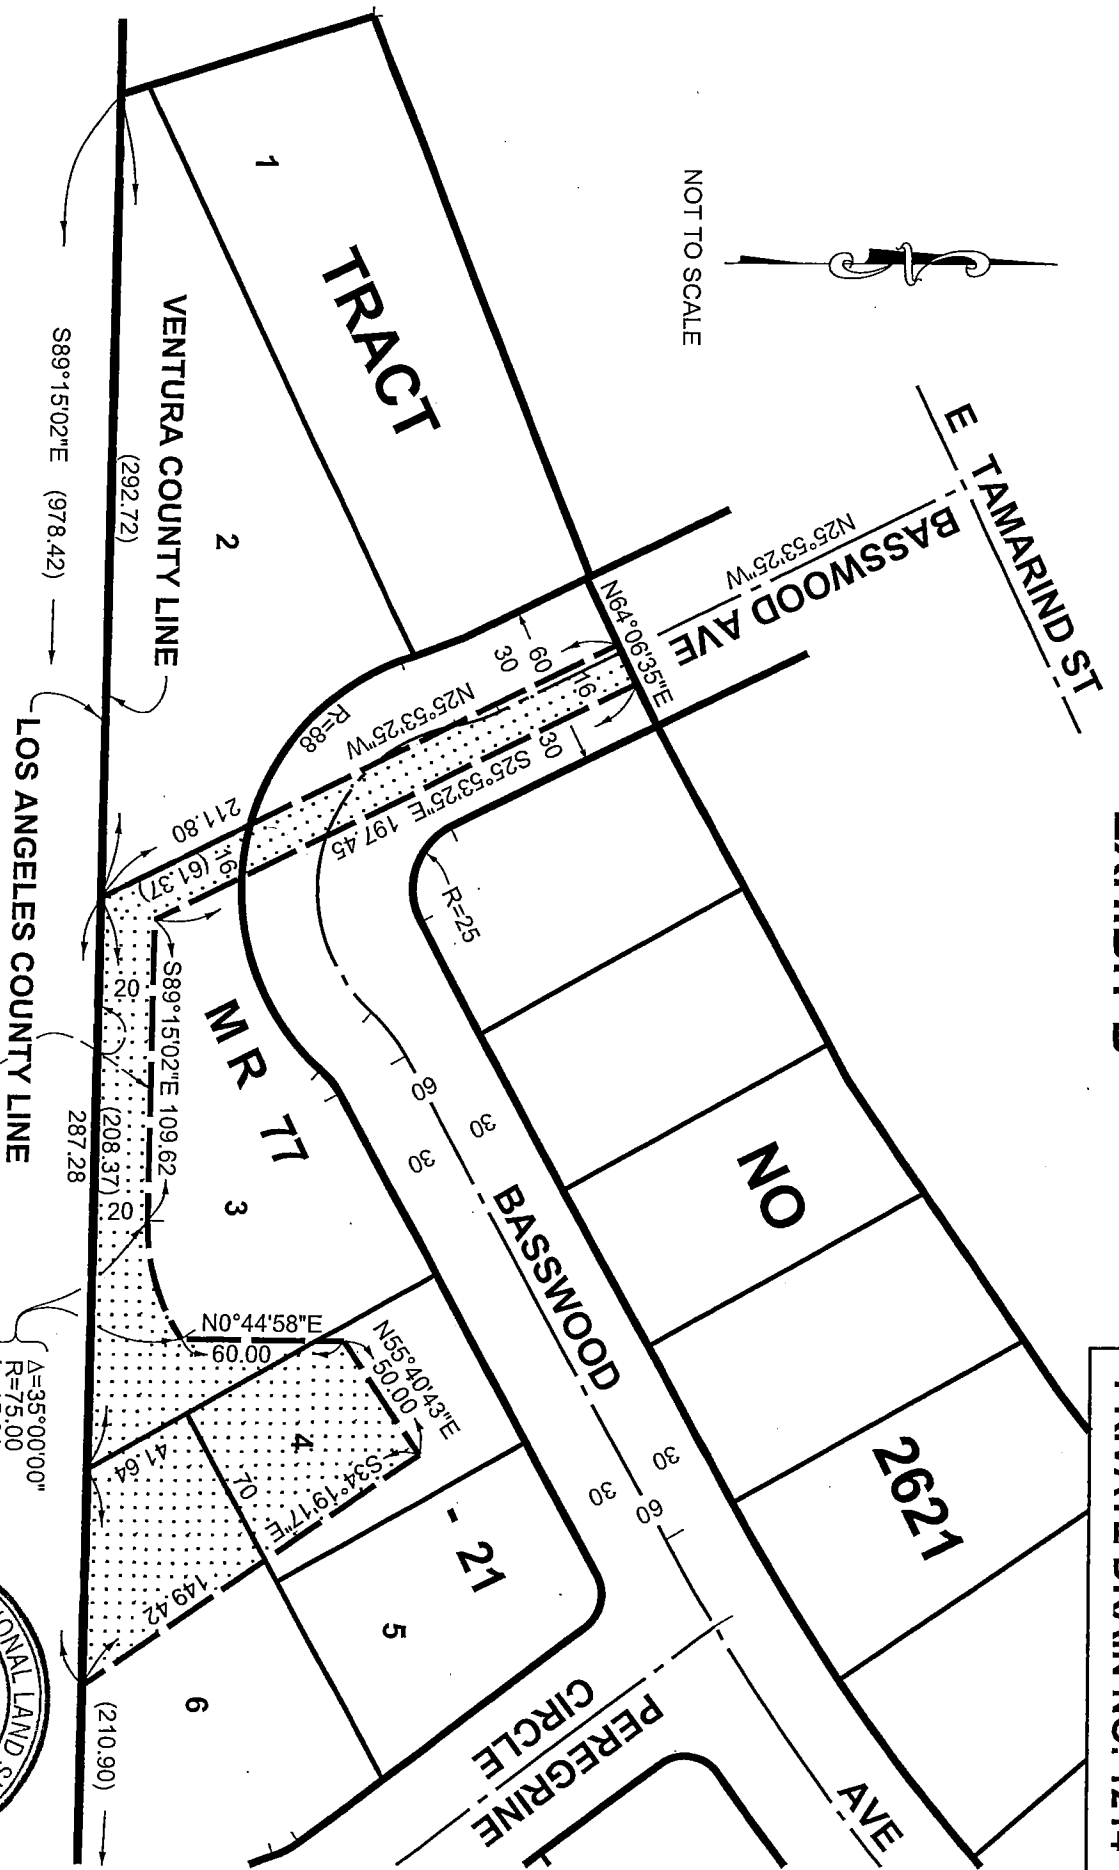 NOT TO SCALE
E TAMARIND ST
BASSWOOD AVE
N25°53'25"W
N64°06'35"E
1
TRACT
2
VENTURA COUNTY LINE
(292.72)
S89°15'02"E (978.42)
LOS ANGELES COUNTY LINE
60
30
16
30
N25°53'25"W
S25°53'25"E 197.45
R=88
211.80
16
(61.37)
R=25
20
S89°15'02"E 109.62
(208.37)
20
287.28
MR 77
3
60
30
30
BASSWOOD
NO
2621
30
30
60
AVE
N0°44'58"E
60.00
N55°40'43"E
50.00
Δ=35°00'00"
R=75.00
4
70
S34°19'17"E
149.42
41.64
- 21
5
6
(210.90)
PEREGRINE
CIRCLE